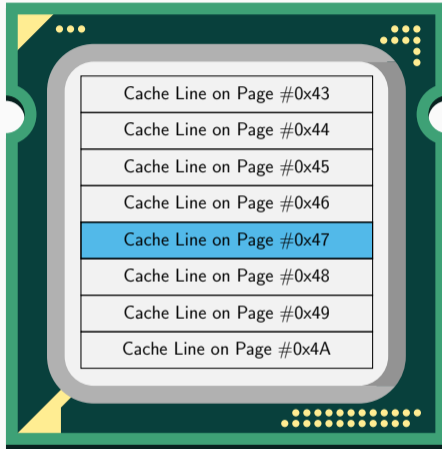 Cache Line on Page #0x43
Cache Line on Page #0x44
Cache Line on Page #0x45
Cache Line on Page #0x46
Cache Line on Page #0x47
Cache Line on Page #0x48
Cache Line on Page #0x49
Cache Line on Page #0x4A